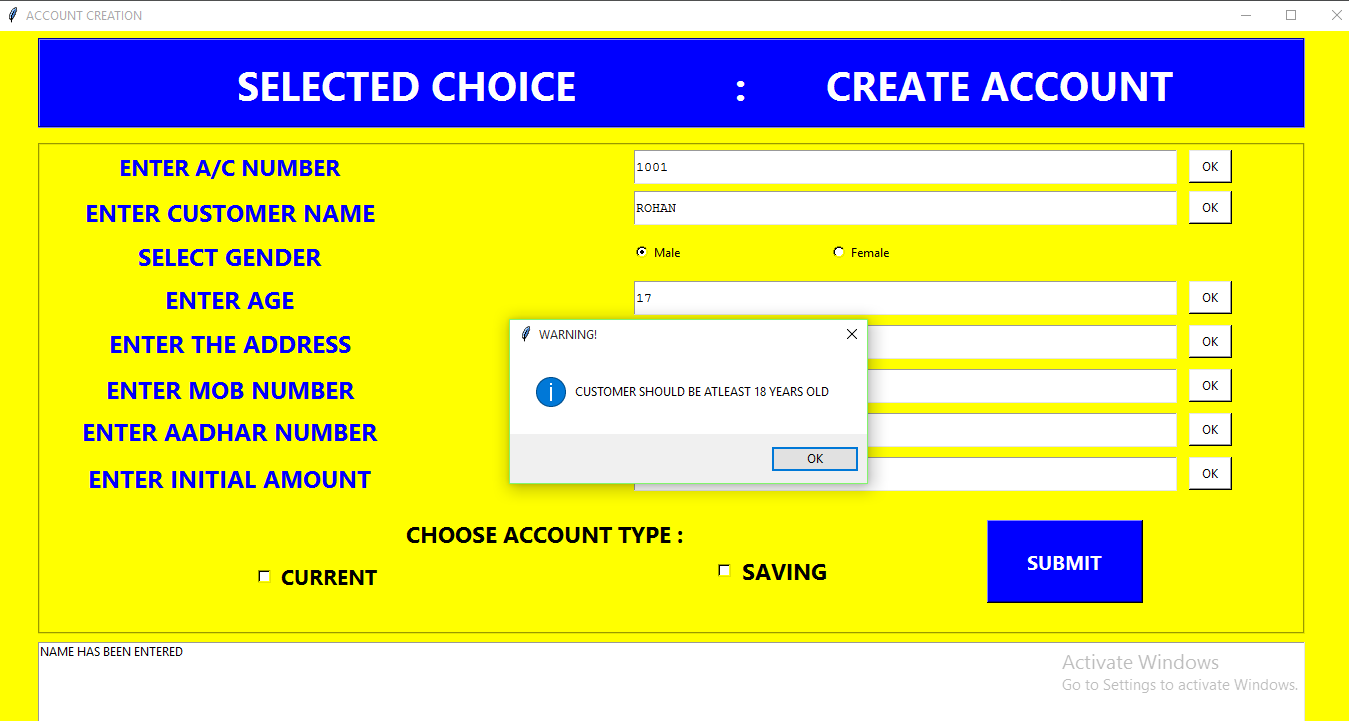 ACCOUNT CREATION
SELECTED CHOICE : CREATE ACCOUNT
ENTER A/C NUMBER 1001 OK
ENTER CUSTOMER NAME ROHAN OK
SELECT GENDER Male Female
ENTER AGE 17 OK
WARNING!
ENTER THE ADDRESS OK
ENTER MOB NUMBER OK
CUSTOMER SHOULD BE ATLEAST 18 YEARS OLD
ENTER AADHAR NUMBER OK
OK
ENTER INITIAL AMOUNT OK
CHOOSE ACCOUNT TYPE :
CURRENT SAVING
SUBMIT
NAME HAS BEEN ENTERED
Activate Windows
Go to Settings to activate Windows.